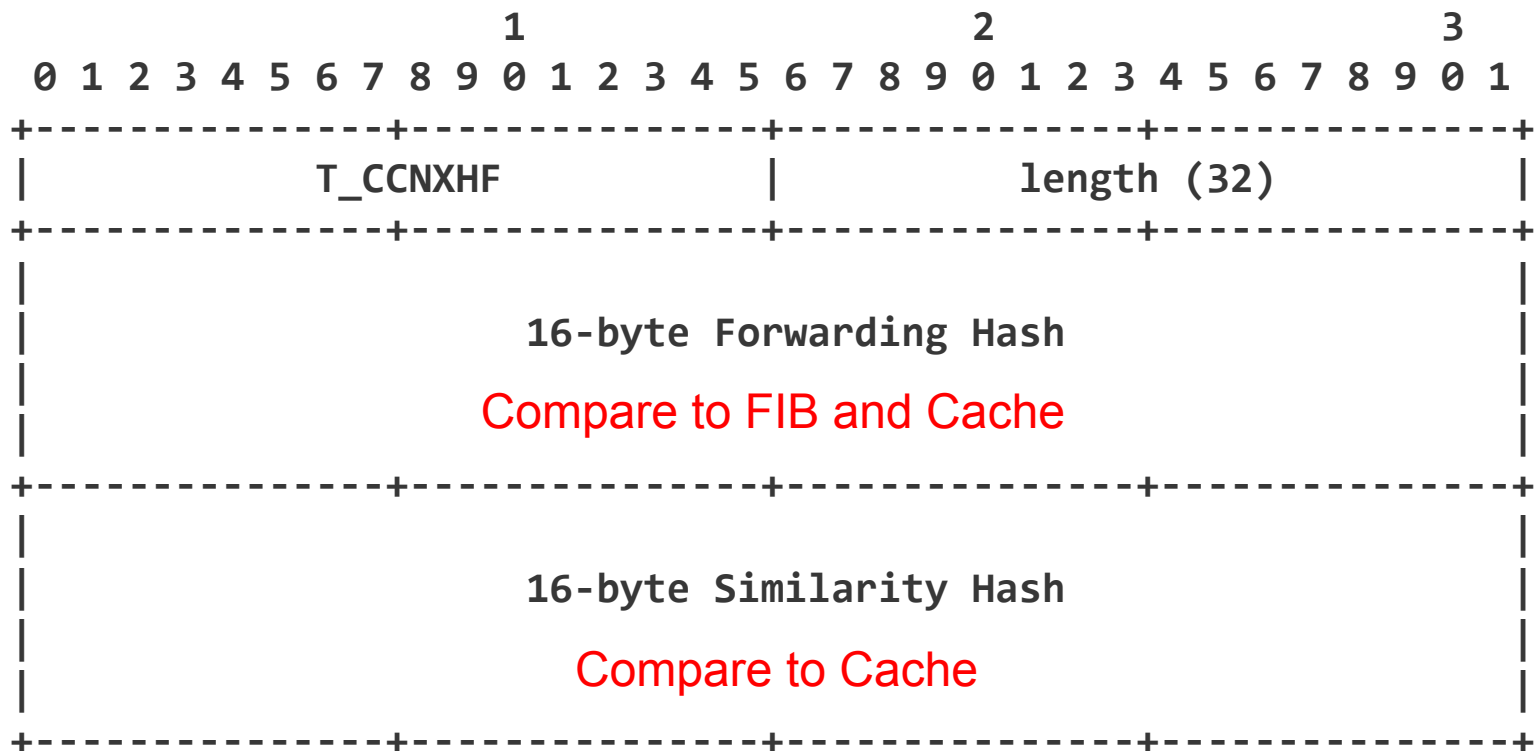 1                   2                   3
0 1 2 3 4 5 6 7 8 9 0 1 2 3 4 5 6 7 8 9 0 1 2 3 4 5 6 7 8 9 0 1
+---------------+---------------+---------------+---------------+
| T_CCNXHF | length (32) |
+---------------+---------------+---------------+---------------+
| |
| 16-byte Forwarding Hash |
| Compare to FIB and Cache |
| |
+---------------+---------------+---------------+---------------+
| |
| 16-byte Similarity Hash |
| Compare to Cache |
| |
+---------------+---------------+---------------+---------------+